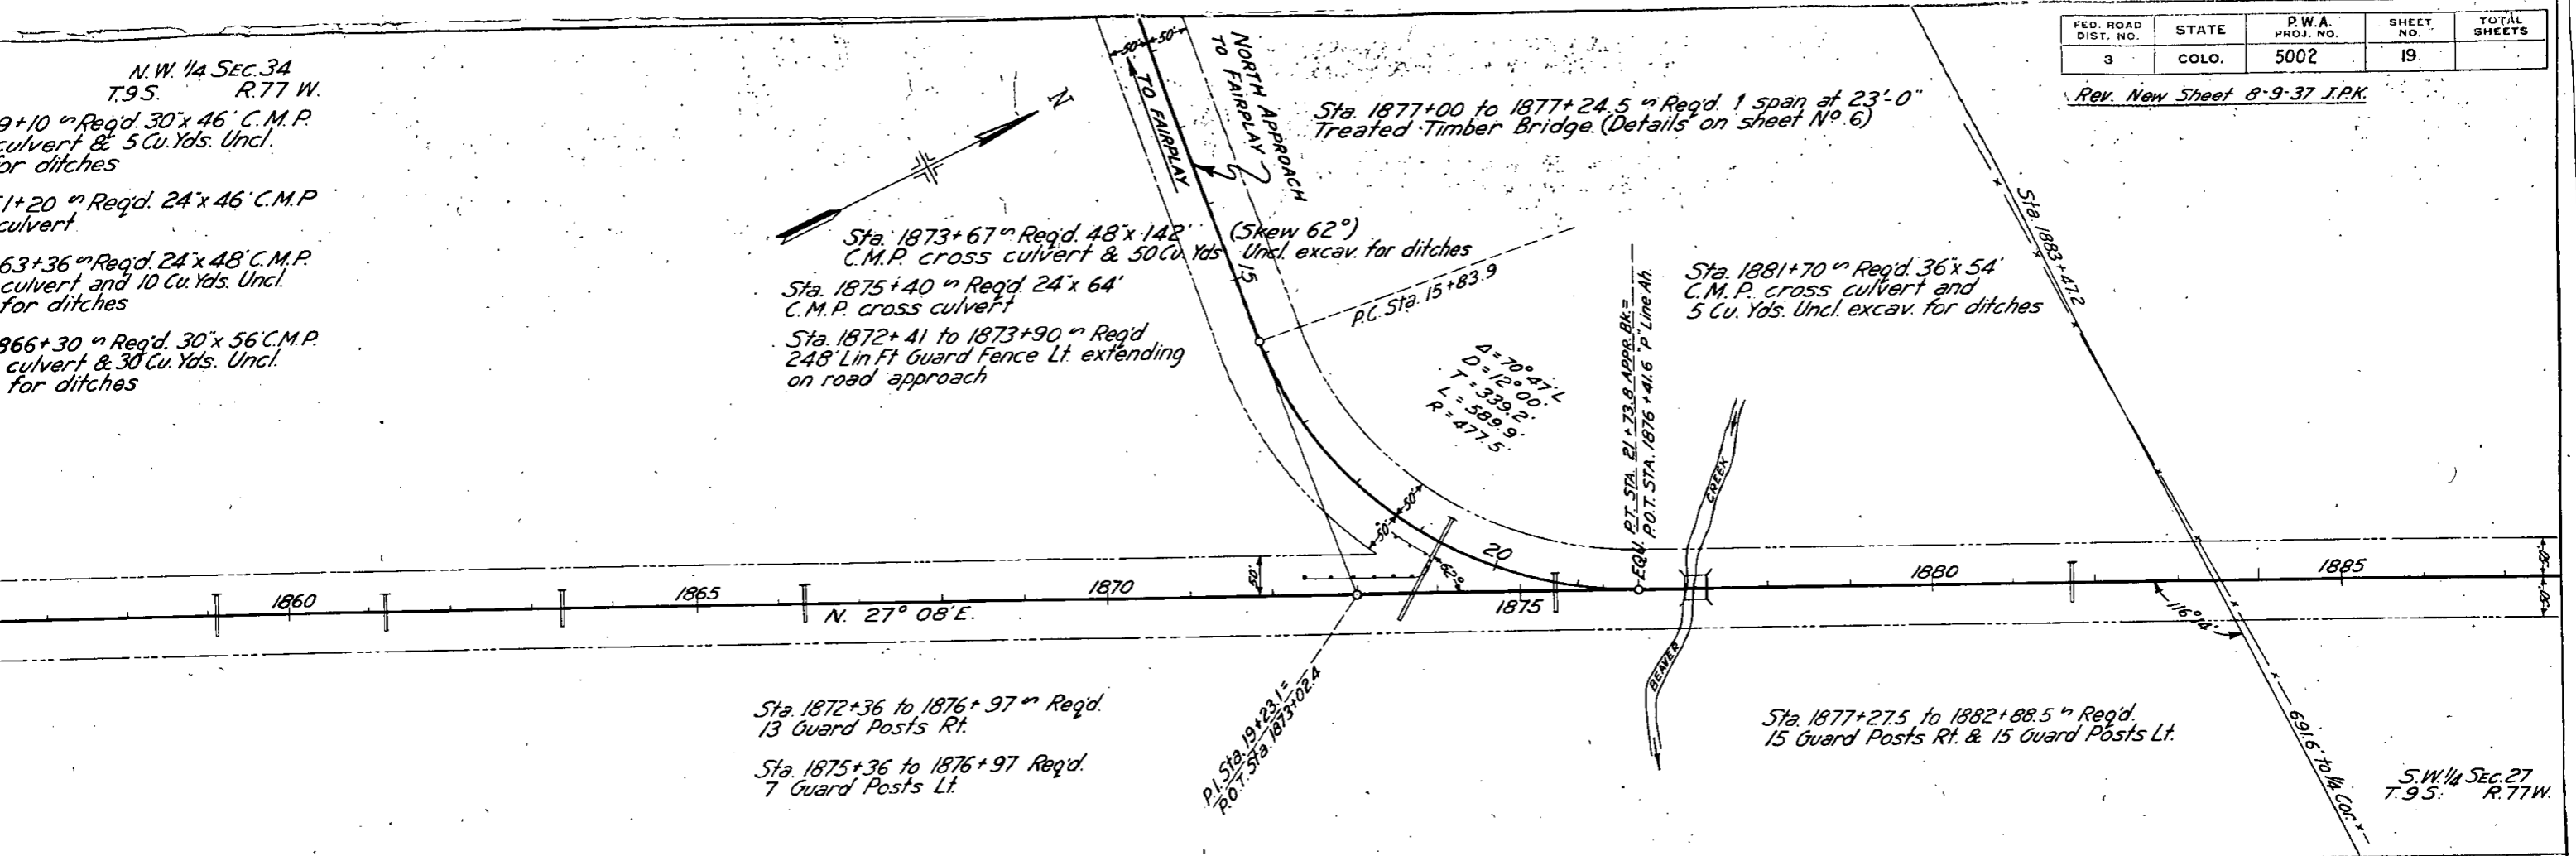 FED. ROAD DIST. NO. STATE P.W.A. PROJ. NO. SHEET NO. TOTAL SHEETS
3 COLO. 5002 19
Rev. New Sheet 8-9-37 J.P.K.
N.W. 1/4 SEC. 34
T.9 S. R.77 W.
9+10 Req'd. 30"x 46' C.M.P.
culvert & 5 Cu. Yds. Uncl.
for ditches
1+20 Req'd. 24"x 46' C.M.P
culvert
63+36 Req'd. 24"x 48' C.M.P.
culvert and 10 Cu. Yds. Uncl.
for ditches
866+30 Req'd. 30"x 56' C.M.P.
culvert & 30 Cu. Yds. Uncl.
for ditches
50' 50'
TO FAIRPLAY
NORTH APPROACH
TO FAIRPLAY
N
Sta. 1877+00 to 1877+24.5 Req'd. 1 span at 23'-0"
Treated Timber Bridge. (Details on sheet Nº 6)
Sta. 1873+67 Req'd. 48"x 142' (Skew 62°)
C.M.P. cross culvert & 50 Cu. Yds Uncl. excav. for ditches
Sta. 1875+40 Req'd. 24"x 64'
C.M.P. cross culvert
Sta. 1872+41 to 1873+90 Req'd
248' Lin Ft Guard Fence Lt. extending
on road approach
15
P.C. Sta. 15+83.9
Δ = 70° 47' L
D = 12° 00'
T = 339.2'
L = 589.9'
R = 477.5'
EQU. P.T. STA. 21+73.8 APPR. BK.=
P.O.T. STA. 1876+41.6 "P" Line Ah.
Sta. 1881+70 Req'd. 36"x 54'
C.M.P. cross culvert and
5 Cu. Yds. Uncl. excav. for ditches
Sta. 1883+47.2
BEAVER CREEK
50' 50'
20
62°
50'
1860 1865 1870 1875 1880 1885
N. 27° 08' E.
50' 50'
116° 14'
P.I. Sta. 19+23.1=
P.O.T. Sta. 1873+02.4
Sta. 1872+36 to 1876+97 Req'd.
13 Guard Posts Rt.
Sta. 1875+36 to 1876+97 Req'd.
7 Guard Posts Lt.
Sta. 1877+27.5 to 1882+88.5 Req'd.
15 Guard Posts Rt. & 15 Guard Posts Lt.
691.6' to 1/4 Cor.
S.W. 1/4 SEC. 27
T.9 S. R.77 W.